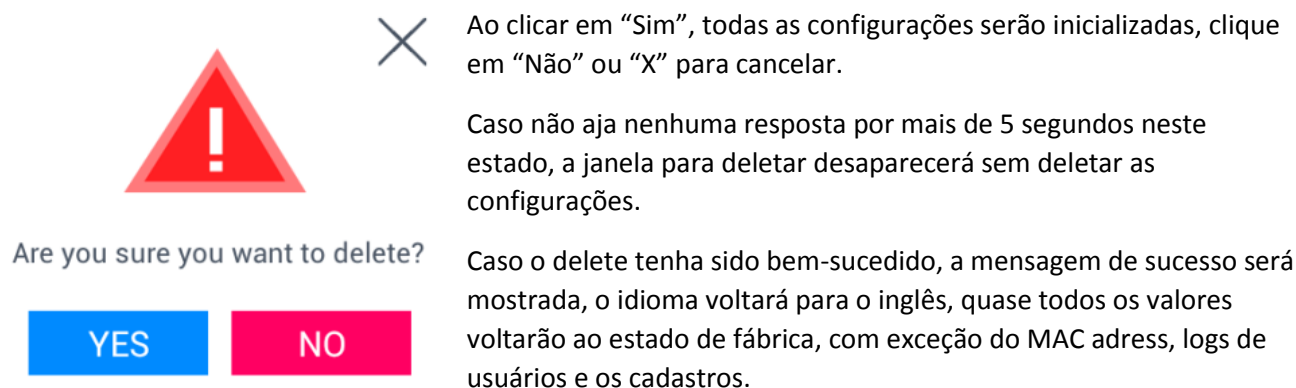 Ao clicar em “Sim”, todas as configurações serão inicializadas, clique
em “Não” ou “X” para cancelar.
Caso não aja nenhuma resposta por mais de 5 segundos neste
estado, a janela para deletar desaparecerá sem deletar as
configurações.
Are you sure you want to delete?
YES NO
Caso o delete tenha sido bem-sucedido, a mensagem de sucesso será
mostrada, o idioma voltará para o inglês, quase todos os valores
voltarão ao estado de fábrica, com exceção do MAC adress, logs de
usuários e os cadastros.